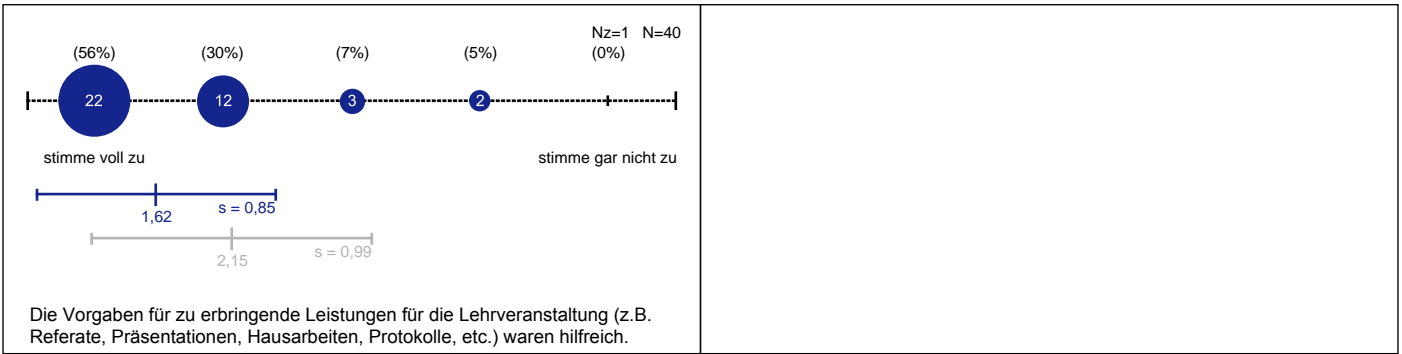 Nz=1 N=40
(56%) (30%) (7%) (5%) (0%)
22 12 3 2
stimme voll zu stimme gar nicht zu
1,62 s = 0,85
2,15 s = 0,99
Die Vorgaben für zu erbringende Leistungen für die Lehrveranstaltung (z.B.
Referate, Präsentationen, Hausarbeiten, Protokolle, etc.) waren hilfreich.